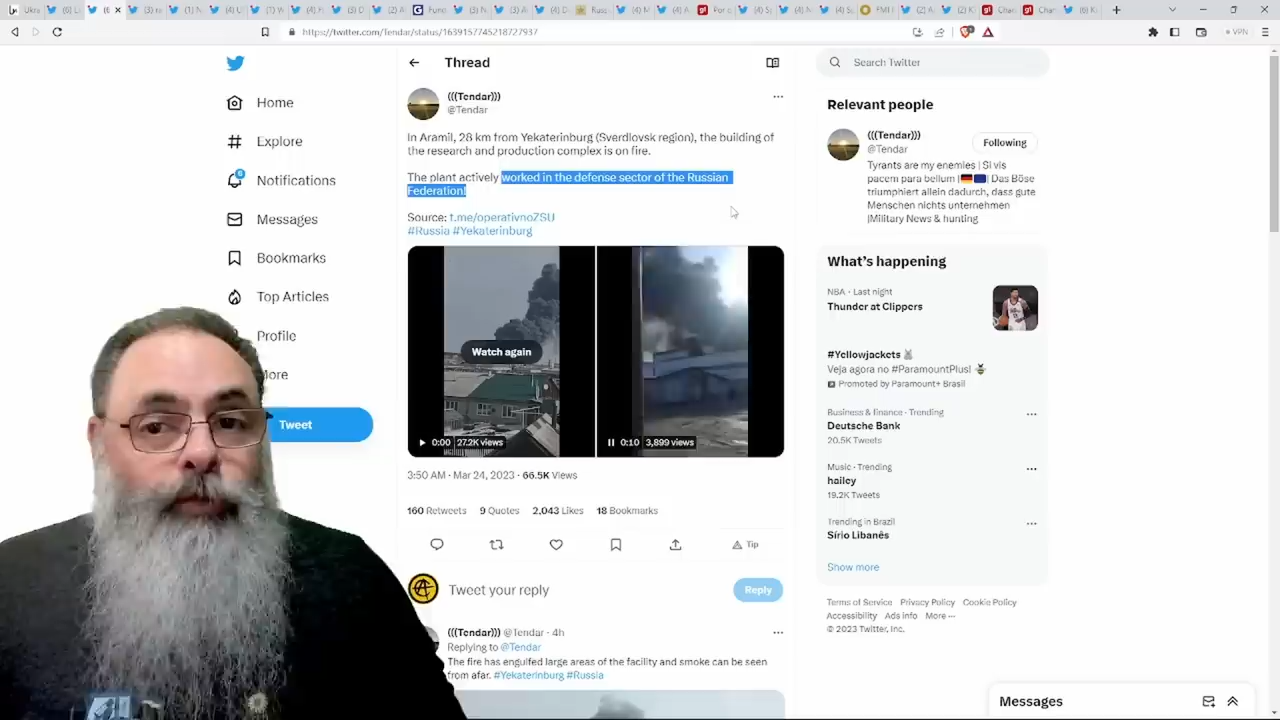 https://twitter.com/Tendar/status/1639157745218727937
VPN
Home
Explore
6
Notifications
Messages
Bookmarks
Top Articles
Profile
More
Tweet
Thread
(((Tendar)))
@Tendar
In Aramil, 28 km from Yekaterinburg (Sverdlovsk region), the building of
the research and production complex is on fire.
The plant actively worked in the defense sector of the Russian
Federation!
Source: t.me/operativnoZSU
#Russia #Yekaterinburg
Watch again
0:00 27.2K views
0:10 3,899 views
3:50 AM · Mar 24, 2023 · 66.5K Views
160 Retweets 9 Quotes 2,043 Likes 18 Bookmarks
Tip
Tweet your reply
Reply
(((Tendar))) @Tendar · 4h
Replying to @Tendar
The fire has engulfed large areas of the facility and smoke can be seen
from afar. #Yekaterinburg #Russia
Search Twitter
Relevant people
(((Tendar)))
@Tendar
Following
Tyrants are my enemies | Si vis
pacem para bellum | Das Böse
triumphiert allein dadurch, dass gute
Menschen nichts unternehmen
|Military News & hunting
What's happening
NBA · Last night
Thunder at Clippers
#Yellowjackets
Veja agora no #ParamountPlus!
Promoted by Paramount+ Brasil
Business & finance · Trending
Deutsche Bank
20.5K Tweets
Music · Trending
hailey
19.2K Tweets
Trending in Brazil
Sírio Libanês
Show more
Terms of Service Privacy Policy Cookie Policy
Accessibility Ads info More ···
© 2023 Twitter, Inc.
Messages